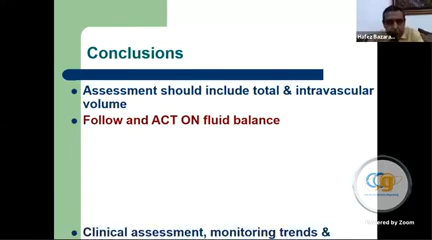 Hafez Bazara...
Conclusions
Assessment should include total & intravascular
volume
Follow and ACT ON fluid balance
Powered by Zoom
Clinical assessment, monitoring trends &